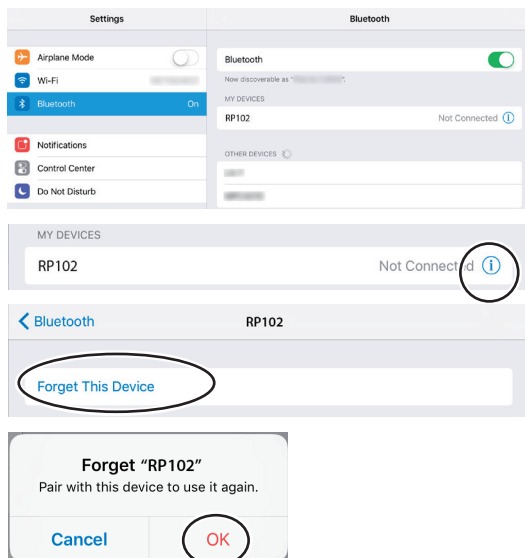 Settings
Bluetooth
Airplane Mode
Wi-Fi
Bluetooth On
Notifications
Control Center
Do Not Disturb
Bluetooth
Now discoverable as "
MY DEVICES
RP102 Not Connected
OTHER DEVICES
MY DEVICES
RP102 Not Connected
Bluetooth RP102
Forget This Device
Forget “RP102”
Pair with this device to use it again.
Cancel OK